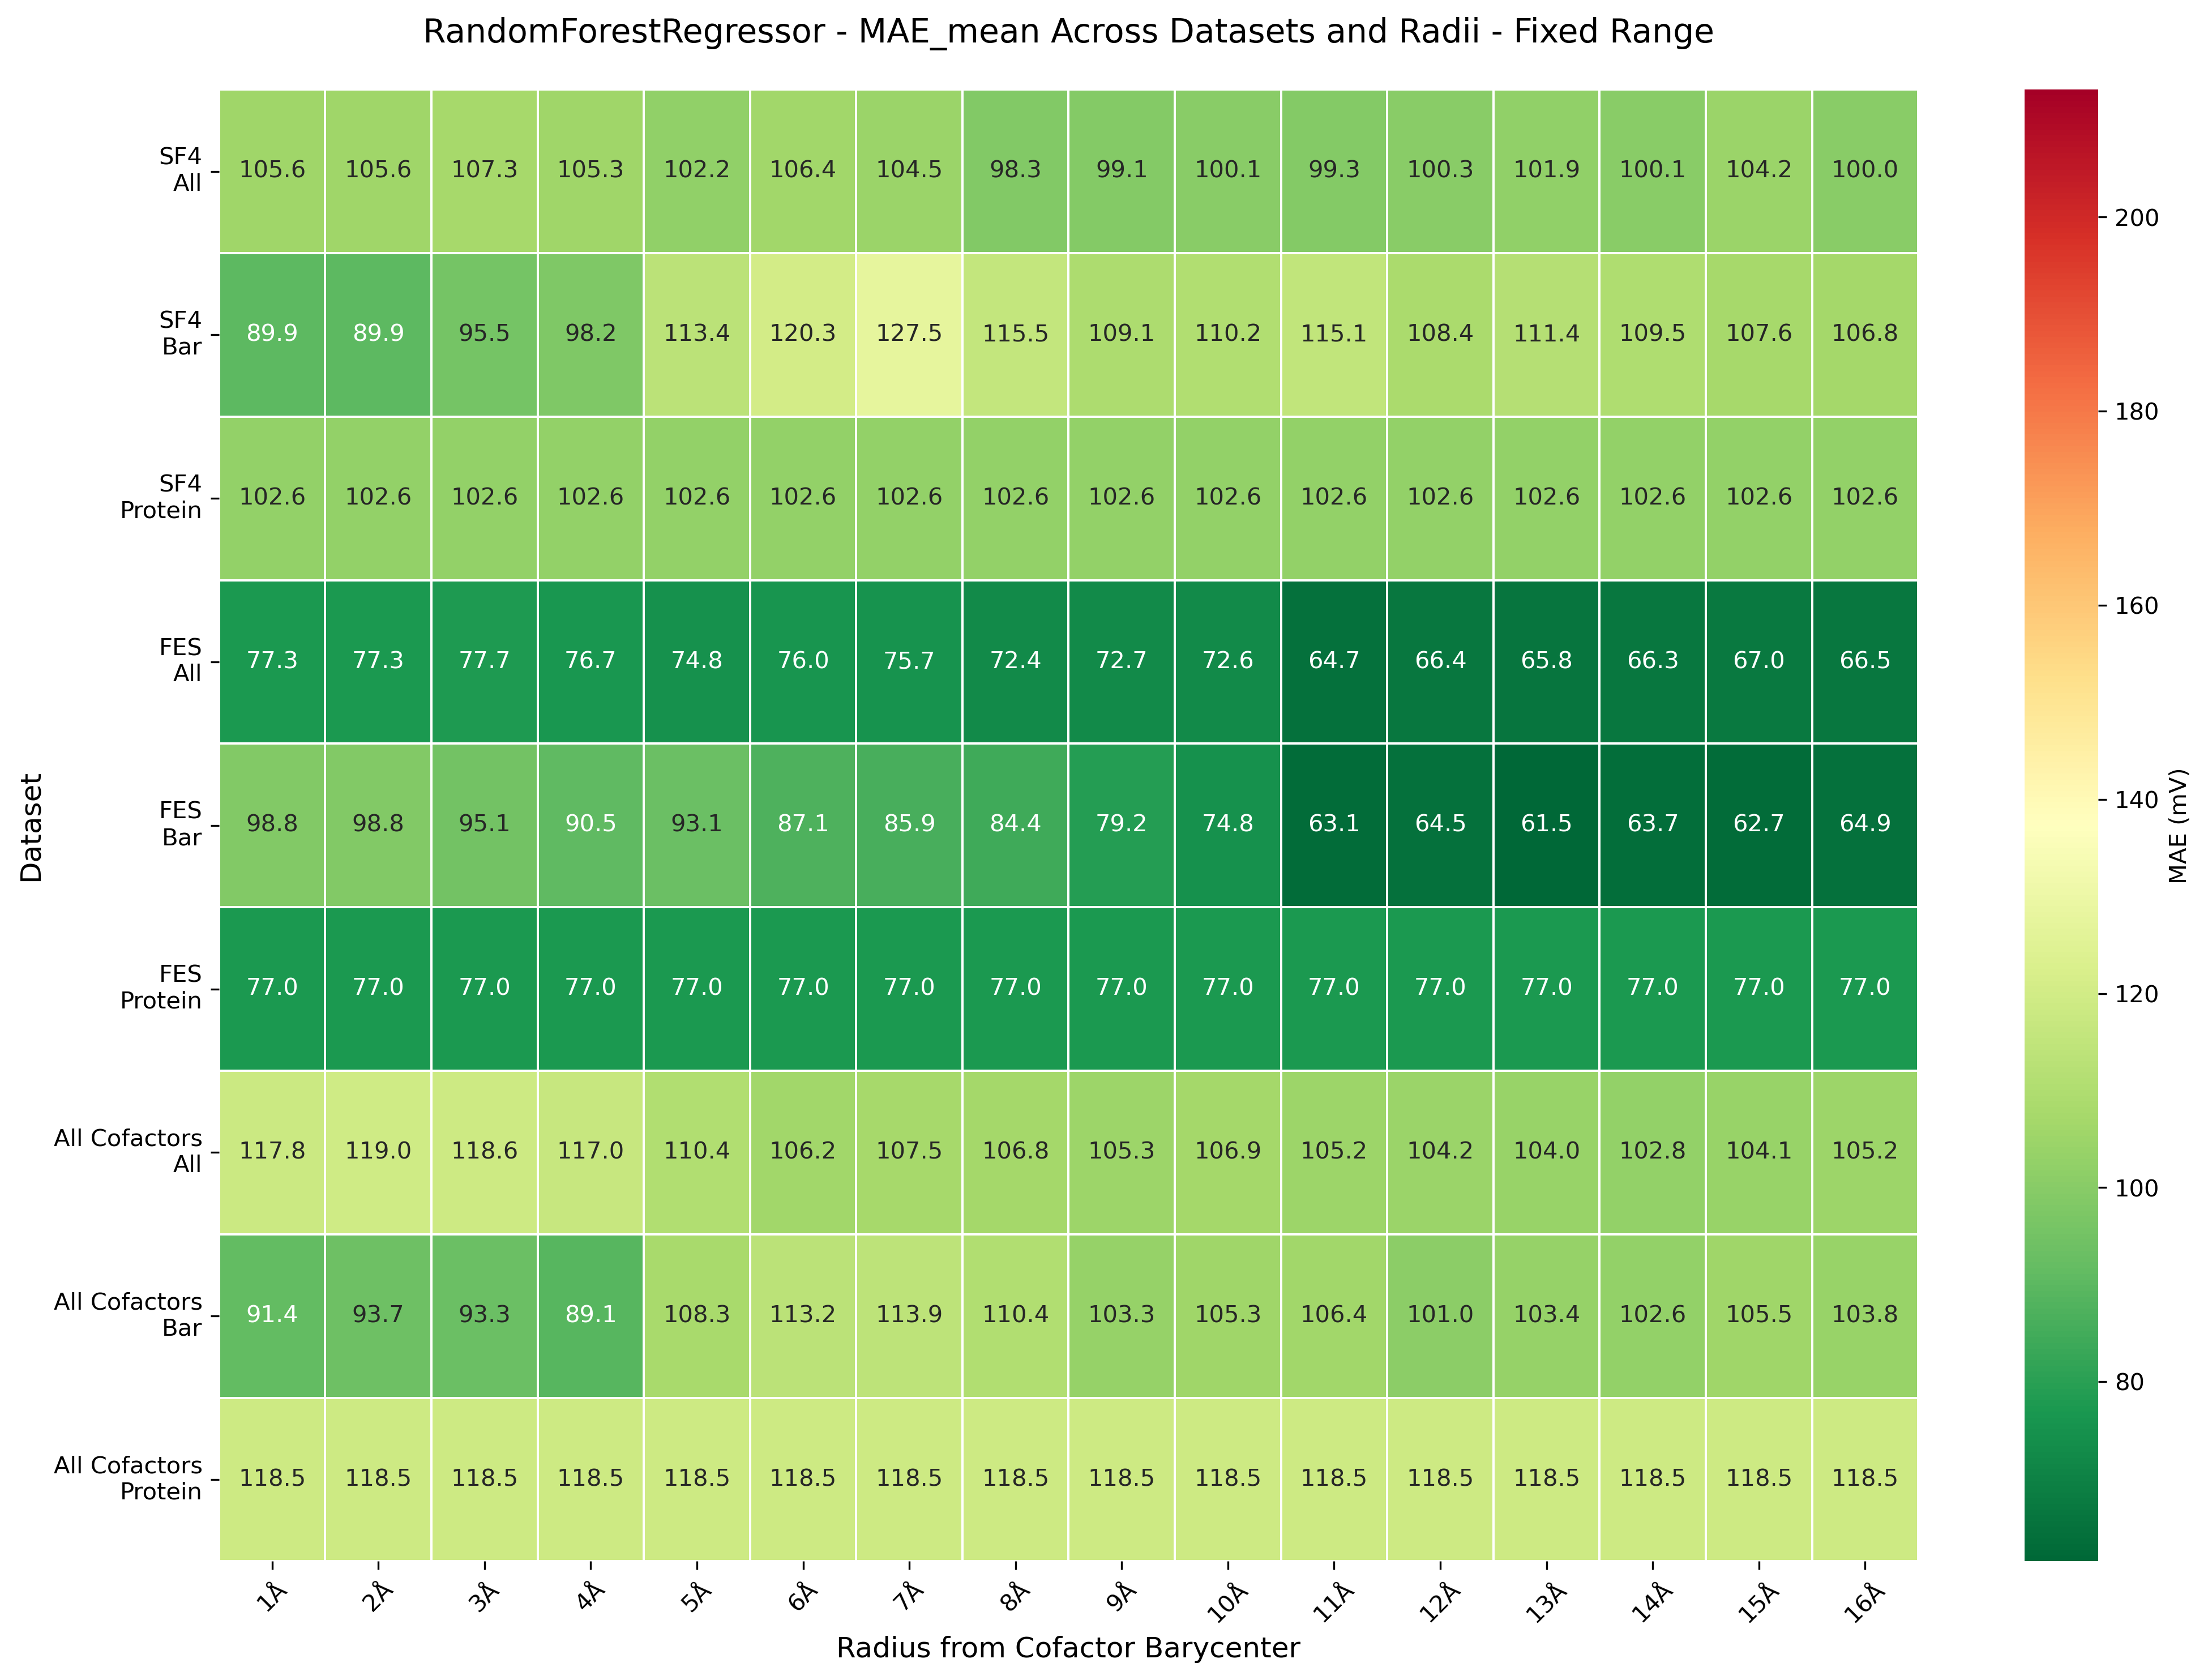 RandomForestRegressor - MAE_mean Across Datasets and Radii - Fixed Range
SF4
All
105.6 105.6 107.3 105.3 102.2 106.4 104.5 98.3 99.1 100.1 99.3 100.3 101.9 100.1 104.2 100.0
SF4
Bar
89.9 89.9 95.5 98.2 113.4 120.3 127.5 115.5 109.1 110.2 115.1 108.4 111.4 109.5 107.6 106.8
SF4
Protein
102.6 102.6 102.6 102.6 102.6 102.6 102.6 102.6 102.6 102.6 102.6 102.6 102.6 102.6 102.6 102.6
FES
All
77.3 77.3 77.7 76.7 74.8 76.0 75.7 72.4 72.7 72.6 64.7 66.4 65.8 66.3 67.0 66.5
FES
Bar
98.8 98.8 95.1 90.5 93.1 87.1 85.9 84.4 79.2 74.8 63.1 64.5 61.5 63.7 62.7 64.9
FES
Protein
77.0 77.0 77.0 77.0 77.0 77.0 77.0 77.0 77.0 77.0 77.0 77.0 77.0 77.0 77.0 77.0
All Cofactors
All
117.8 119.0 118.6 117.0 110.4 106.2 107.5 106.8 105.3 106.9 105.2 104.2 104.0 102.8 104.1 105.2
All Cofactors
Bar
91.4 93.7 93.3 89.1 108.3 113.2 113.9 110.4 103.3 105.3 106.4 101.0 103.4 102.6 105.5 103.8
All Cofactors
Protein
118.5 118.5 118.5 118.5 118.5 118.5 118.5 118.5 118.5 118.5 118.5 118.5 118.5 118.5 118.5 118.5
1Å 2Å 3Å 4Å 5Å 6Å 7Å 8Å 9Å 10Å 11Å 12Å 13Å 14Å 15Å 16Å
Radius from Cofactor Barycenter
Dataset
200
180
160
140
120
100
80
MAE (mV)